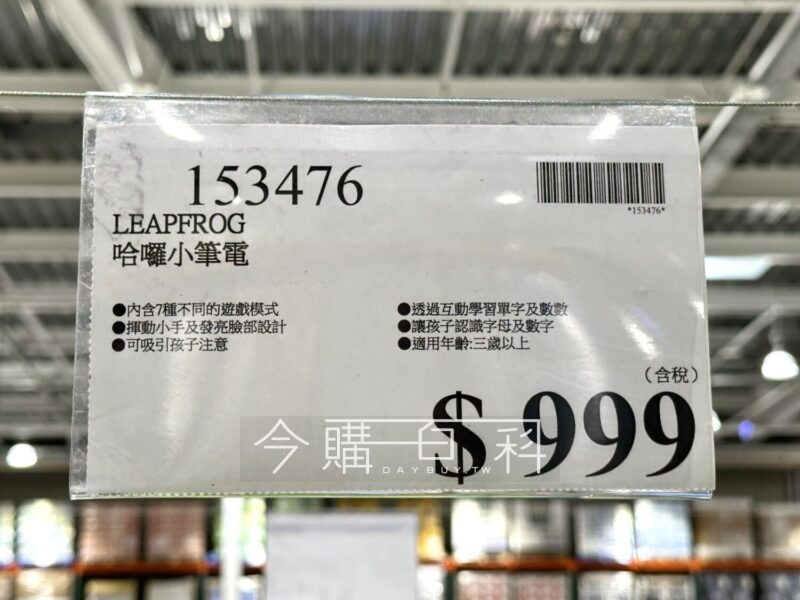 153476
*153476*
LEAPFROG
哈囉小筆電
●內含7種不同的遊戲模式
●揮動小手及發亮臉部設計
●可吸引孩子注意
●透過互動學習單字及數數
●讓孩子認識字母及數字
●適用年齡:三歲以上
(含稅)
$ 999
今購百科
DAYBUY.TW